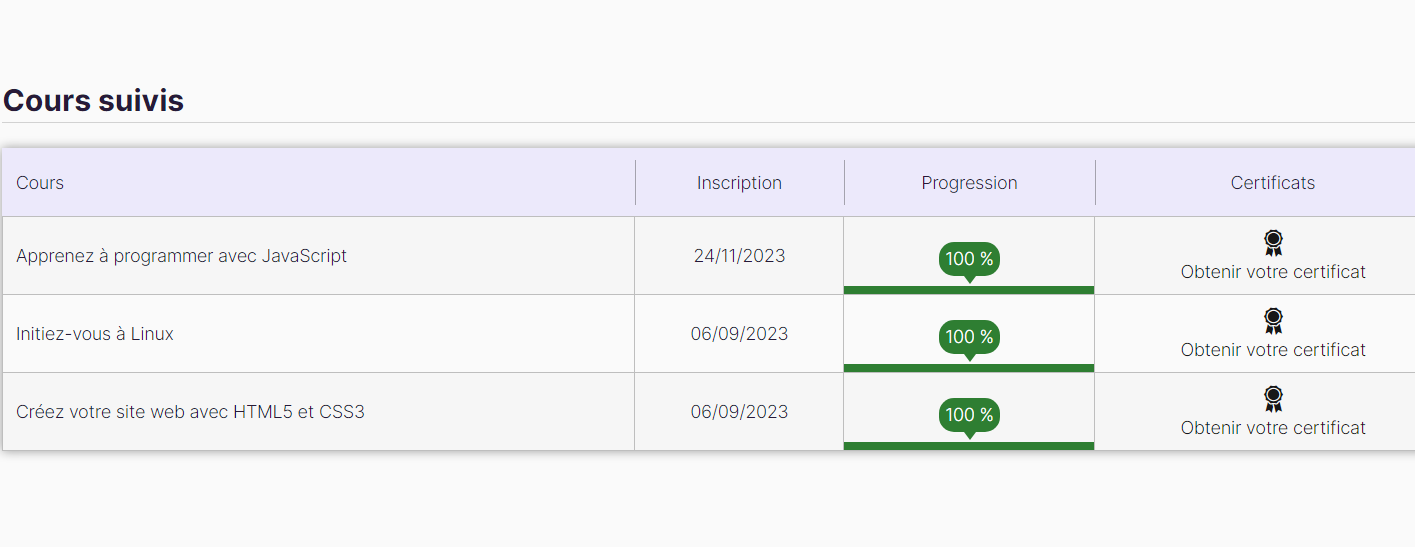 Cours suivis
Cours Inscription Progression Certificats
Apprenez à programmer avec JavaScript 24/11/2023 100 % Obtenir votre certificat
Initiez-vous à Linux 06/09/2023 100 % Obtenir votre certificat
Créez votre site web avec HTML5 et CSS3 06/09/2023 100 % Obtenir votre certificat